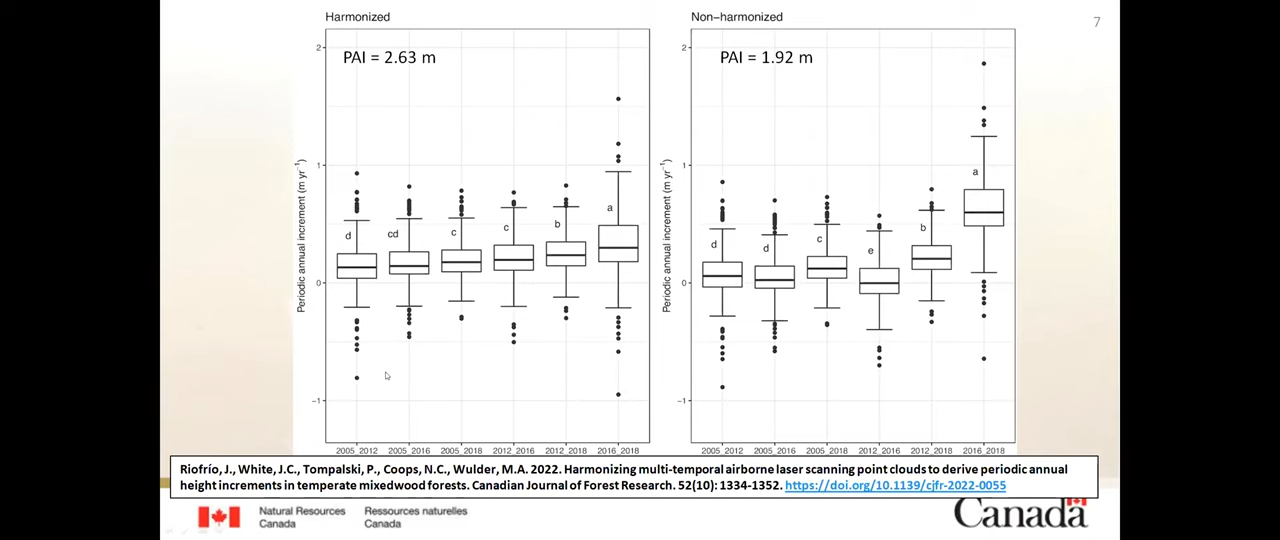 Harmonized
PAI = 2.63 m
Periodic annual increment (m yr⁻¹)
2
1
0
−1
d
cd
c
c
b
a
2005_2012
2005_2016
2005_2018
2012_2016
2012_2018
2016_2018
Non−harmonized
PAI = 1.92 m
Periodic annual increment (m yr⁻¹)
2
1
0
−1
d
d
c
e
b
a
2005_2012
2005_2016
2005_2018
2012_2016
2012_2018
2016_2018
7
Riofrío, J., White, J.C., Tompalski, P., Coops, N.C., Wulder, M.A. 2022. Harmonizing multi-temporal airborne laser scanning point clouds to derive periodic annual
height increments in temperate mixedwood forests. Canadian Journal of Forest Research. 52(10): 1334-1352. https://doi.org/10.1139/cjfr-2022-0055
Natural Resources
Canada
Ressources naturelles
Canada
Canada